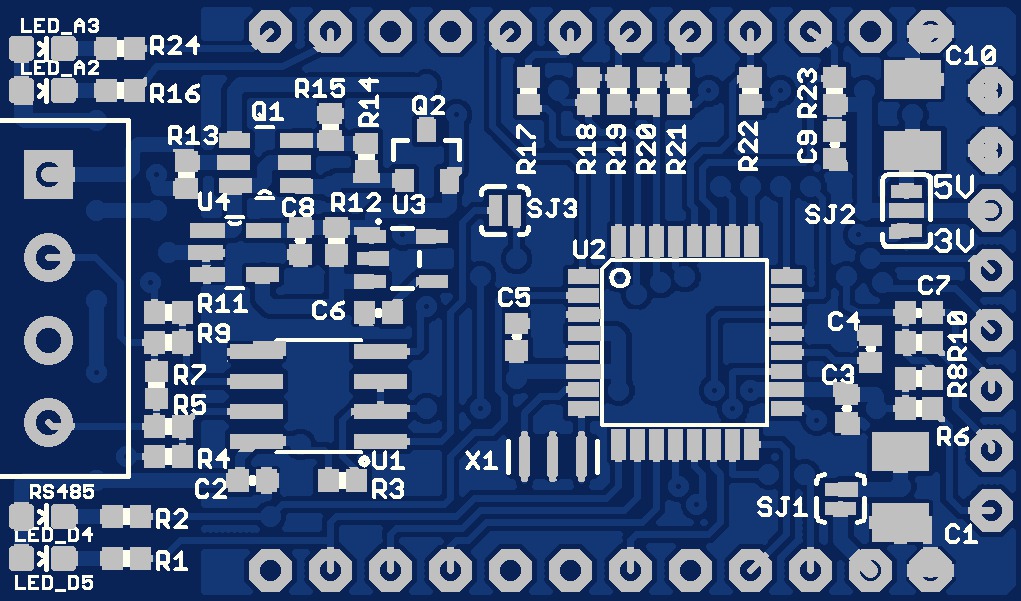 LED_A3
R24
C10
LED_A2
R16
R15
R14
Q1
Q2
R13
R17
R18
R19
R20
R21
R22
C9
R23
U4
C8
R12
U3
SJ3
SJ2
5V
3V
U2
R11
C6
C5
C7
R9
C4
R10
R7
C3
R8
R5
R6
R4
U1
X1
C2
R3
RS485
R2
SJ1
LED_D4
C1
R1
LED_D5